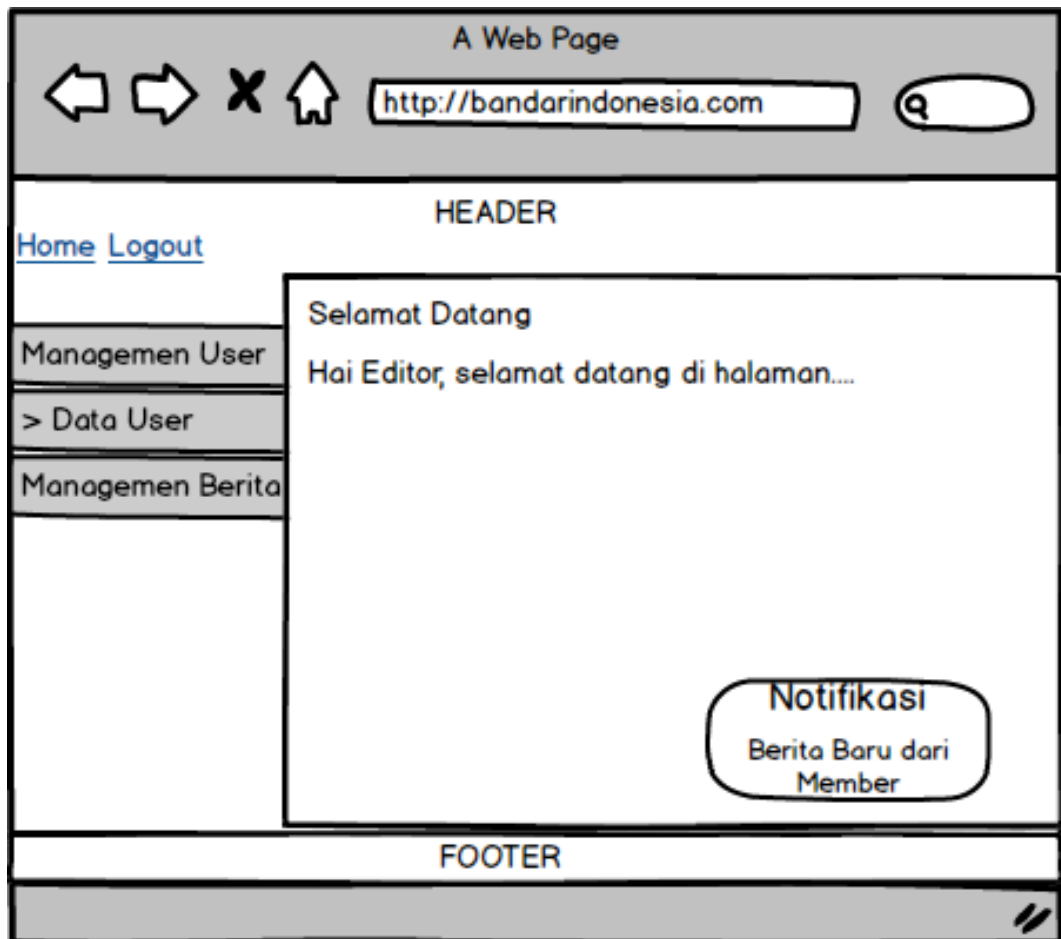 A Web Page
http://bandarindonesia.com
HEADER
Home Logout
Selamat Datang
Hai Editor, selamat datang di halaman....
Managemen User
> Data User
Managemen Berita
Notifikasi
Berita Baru dari
Member
FOOTER